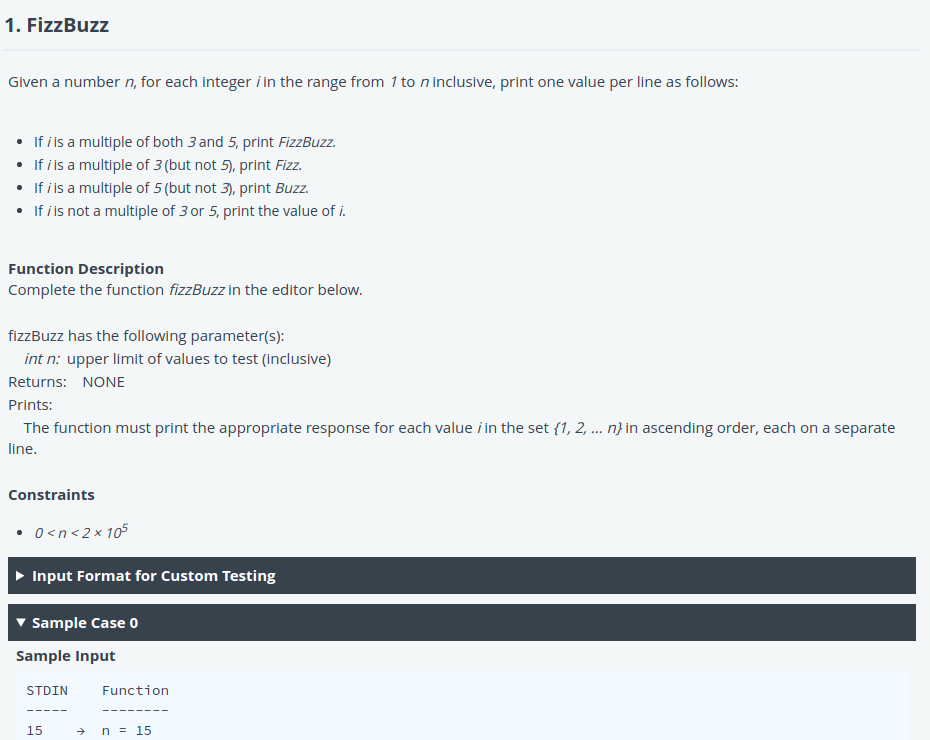 1. FizzBuzz
Given a number n, for each integer i in the range from 1 to n inclusive, print one value per line as follows:
• If i is a multiple of both 3 and 5, print FizzBuzz.
• If i is a multiple of 3 (but not 5), print Fizz.
• If i is a multiple of 5 (but not 3), print Buzz.
• If i is not a multiple of 3 or 5, print the value of i.
Function Description
Complete the function fizzBuzz in the editor below.
fizzBuzz has the following parameter(s):
int n: upper limit of values to test (inclusive)
Returns: NONE
Prints:
The function must print the appropriate response for each value i in the set {1, 2, ... n} in ascending order, each on a separate
line.
Constraints
• 0 < n < 2 × 10⁵
▶ Input Format for Custom Testing
▼ Sample Case 0
Sample Input
STDIN Function
----- --------
15 → n = 15